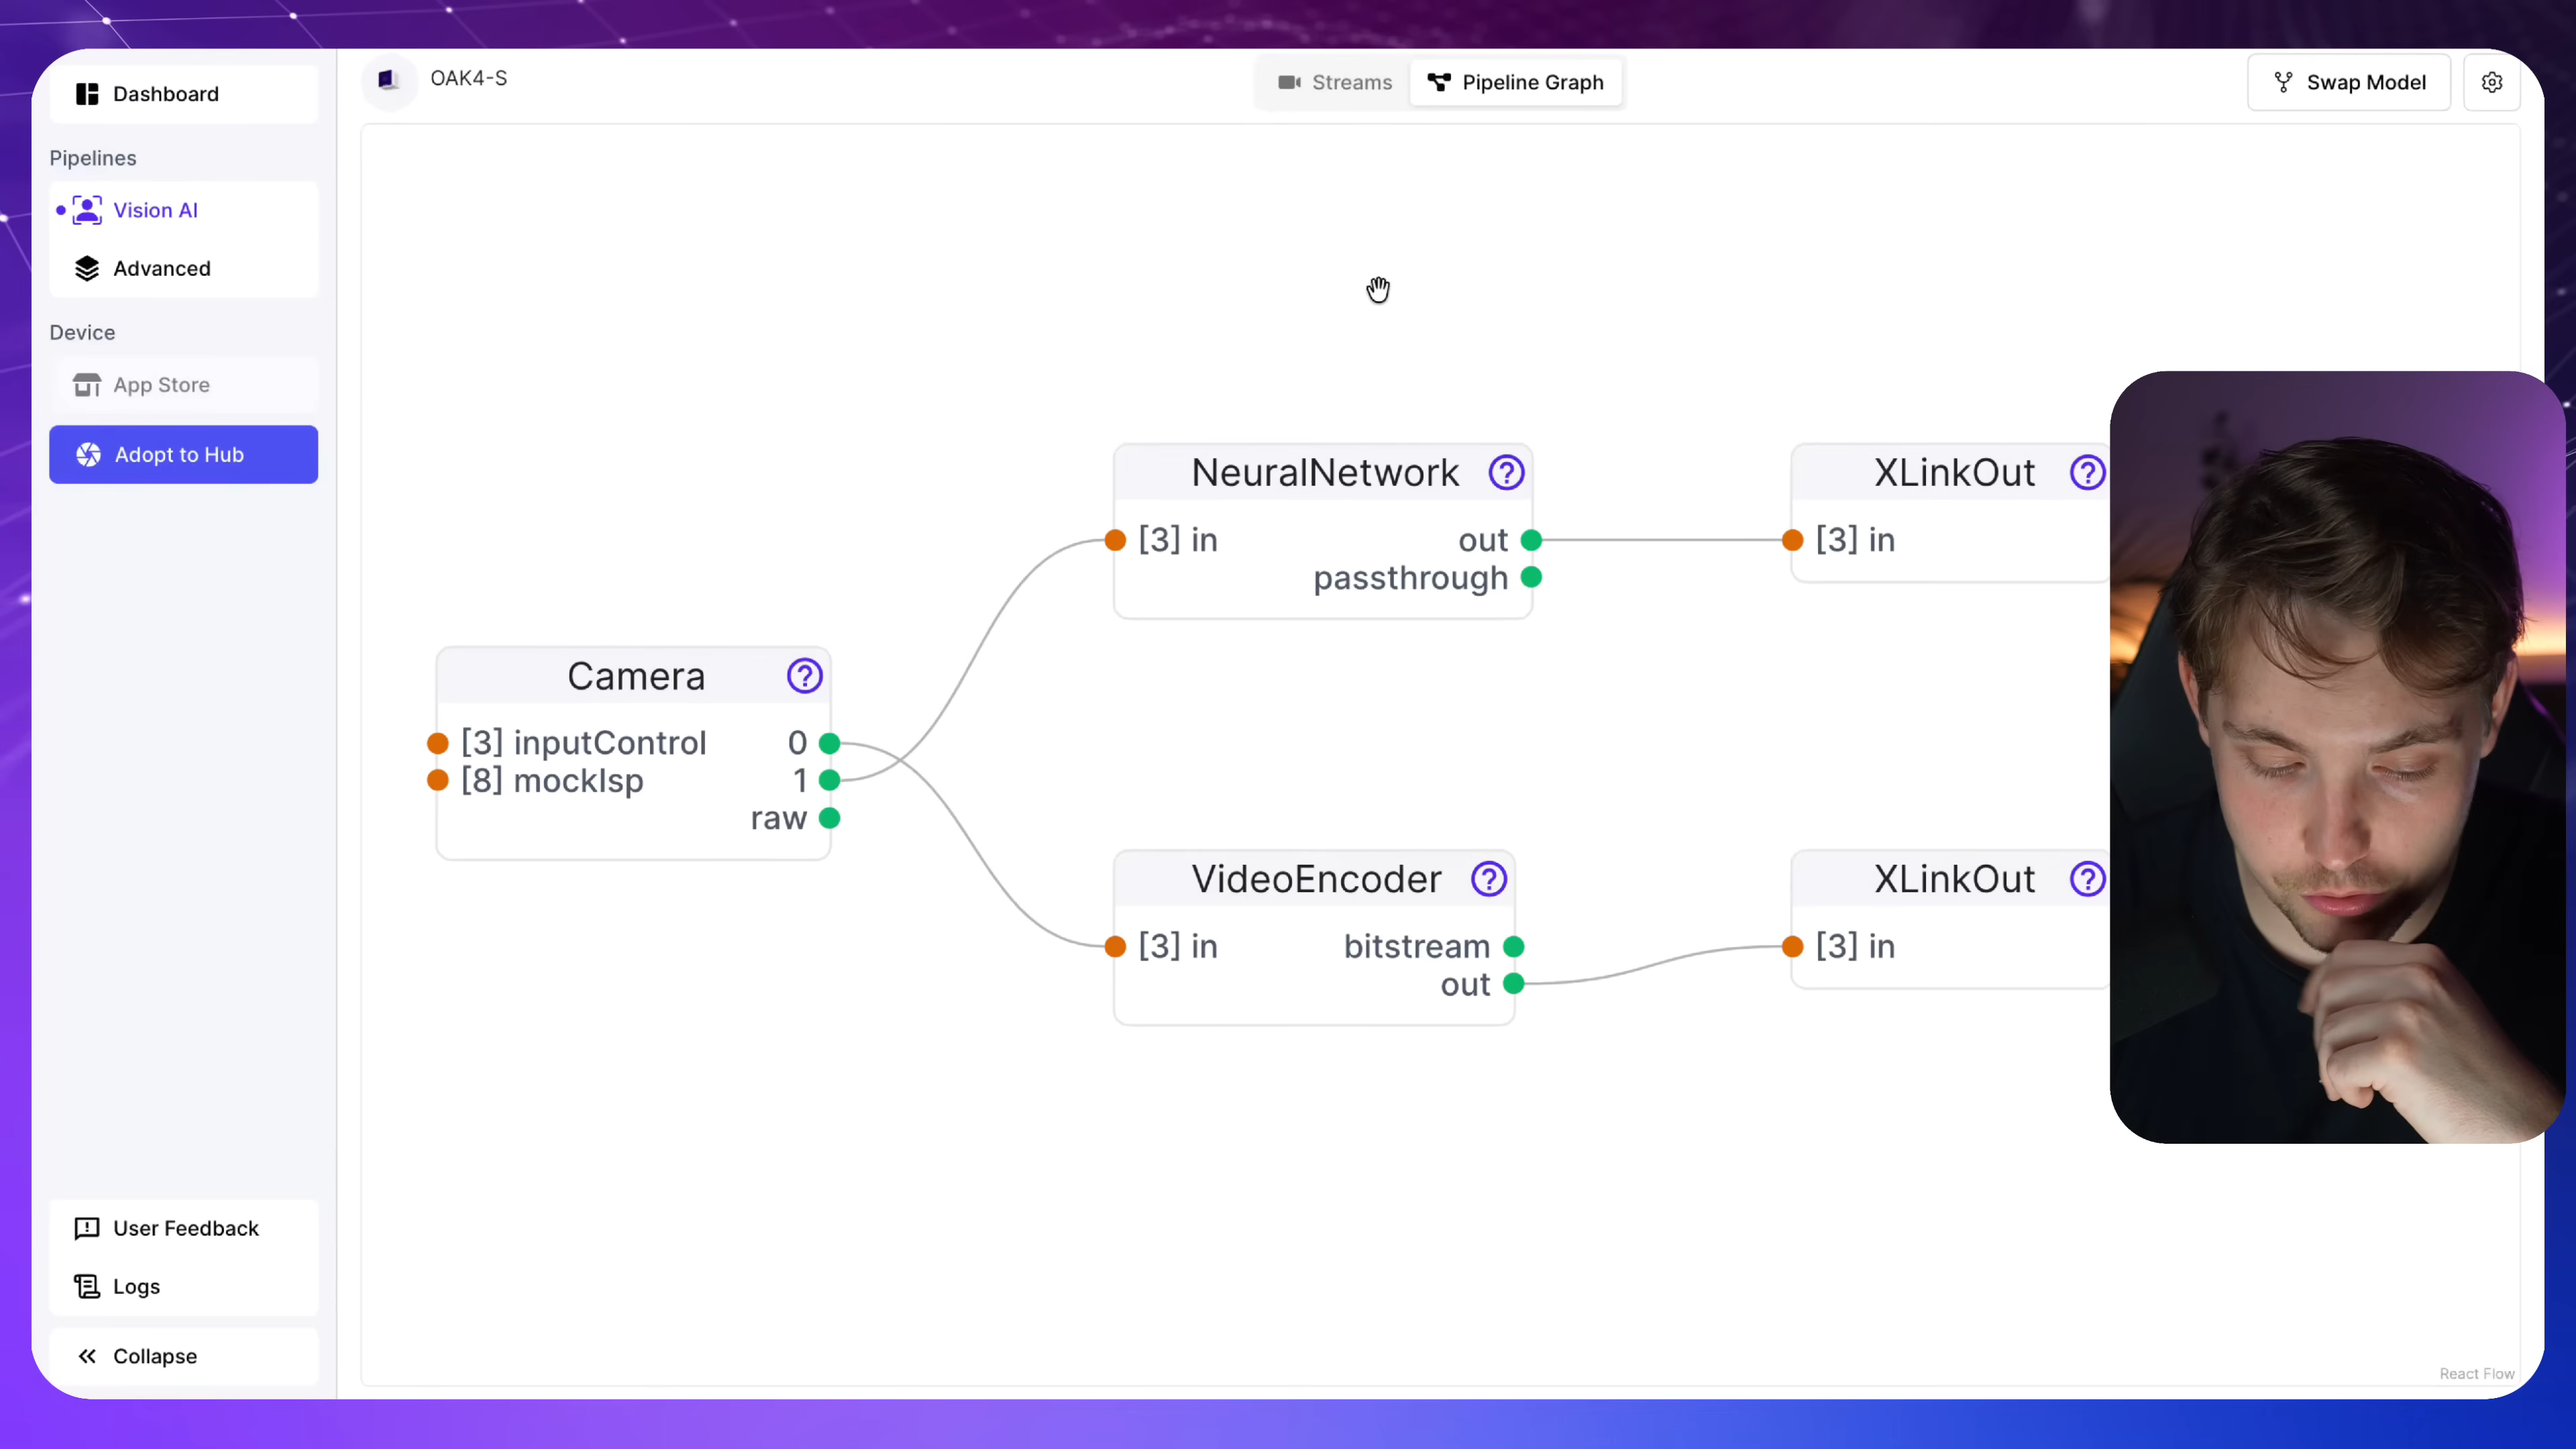 Dashboard
Pipelines
Vision AI
Advanced
Device
App Store
Adopt to Hub
User Feedback
Logs
Collapse
OAK4-S
Streams
Pipeline Graph
Swap Model
Camera
[3] inputControl 0
[8] mockIsp 1
raw
NeuralNetwork
[3] in out
passthrough
XLinkOut
[3] in
VideoEncoder
[3] in bitstream
out
XLinkOut
[3] in
React Flow